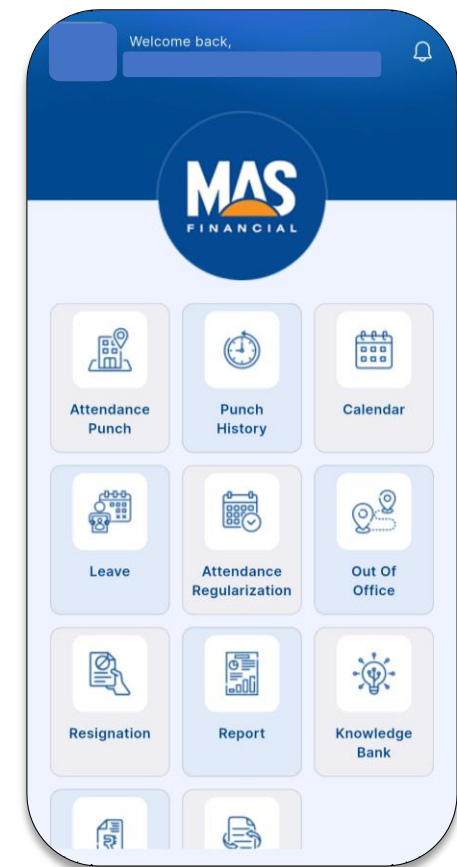 Welcome back,
MAS
FINANCIAL
Attendance
Punch
Punch
History
Calendar
Leave
Attendance
Regularization
Out Of
Office
Resignation
Report
Knowledge
Bank